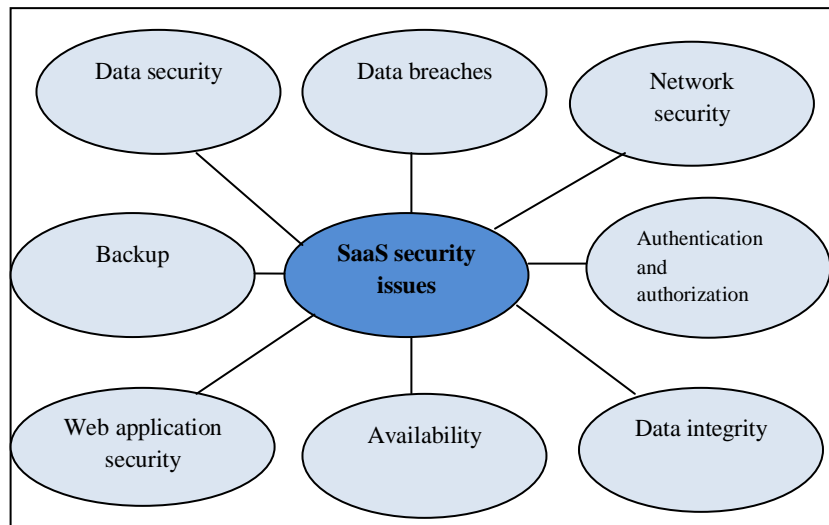 Data security
Data breaches
Network
security
Backup
SaaS security
issues
Authentication
and
authorization
Web application
security
Availability
Data integrity